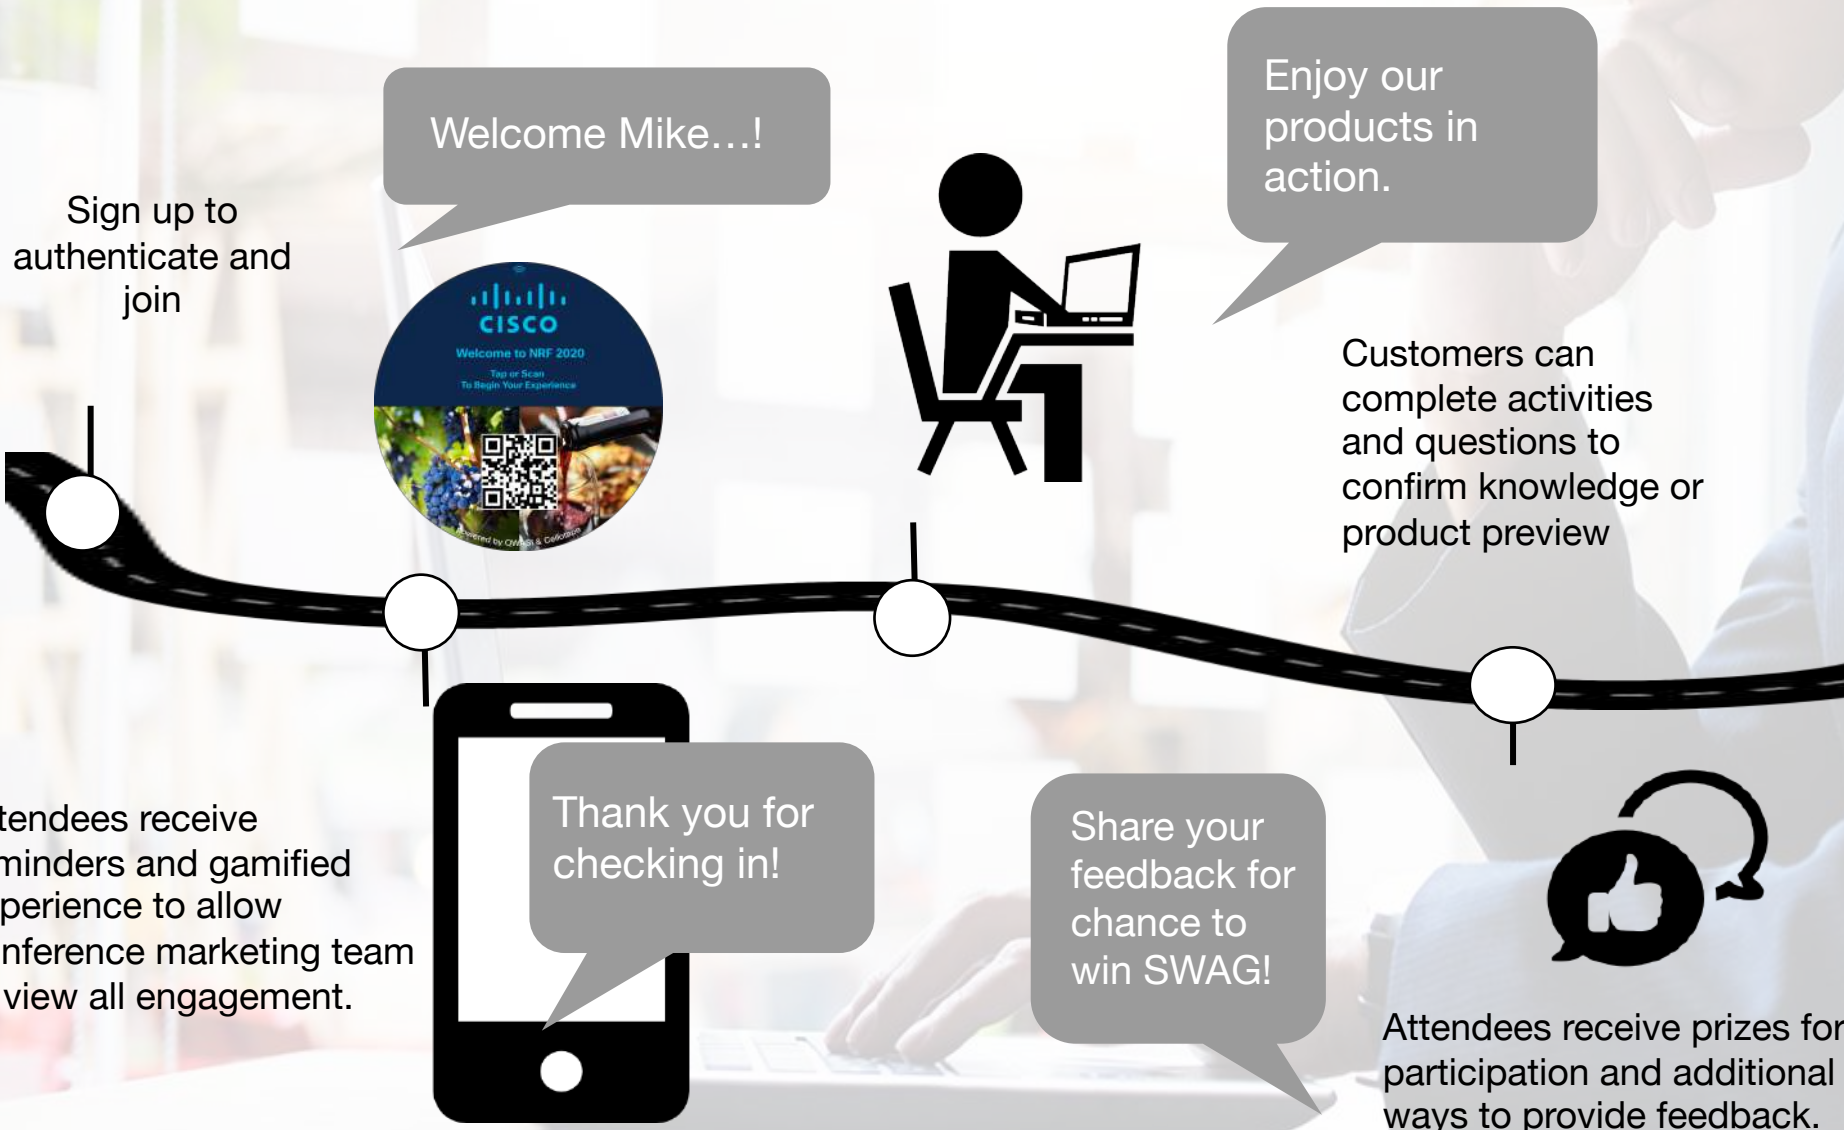 Sign up to
authenticate and
join
Welcome Mike...!
CISCO
Welcome to NRF 2020
Tap or Scan
To Begin Your Experience
Enjoy our
products in
action.
Customers can
complete activities
and questions to
confirm knowledge or
product preview
tendees receive
minders and gamified
perience to allow
nference marketing team
view all engagement.
Thank you for
checking in!
Share your
feedback for
chance to
win SWAG!
Attendees receive prizes for
participation and additional
ways to provide feedback.